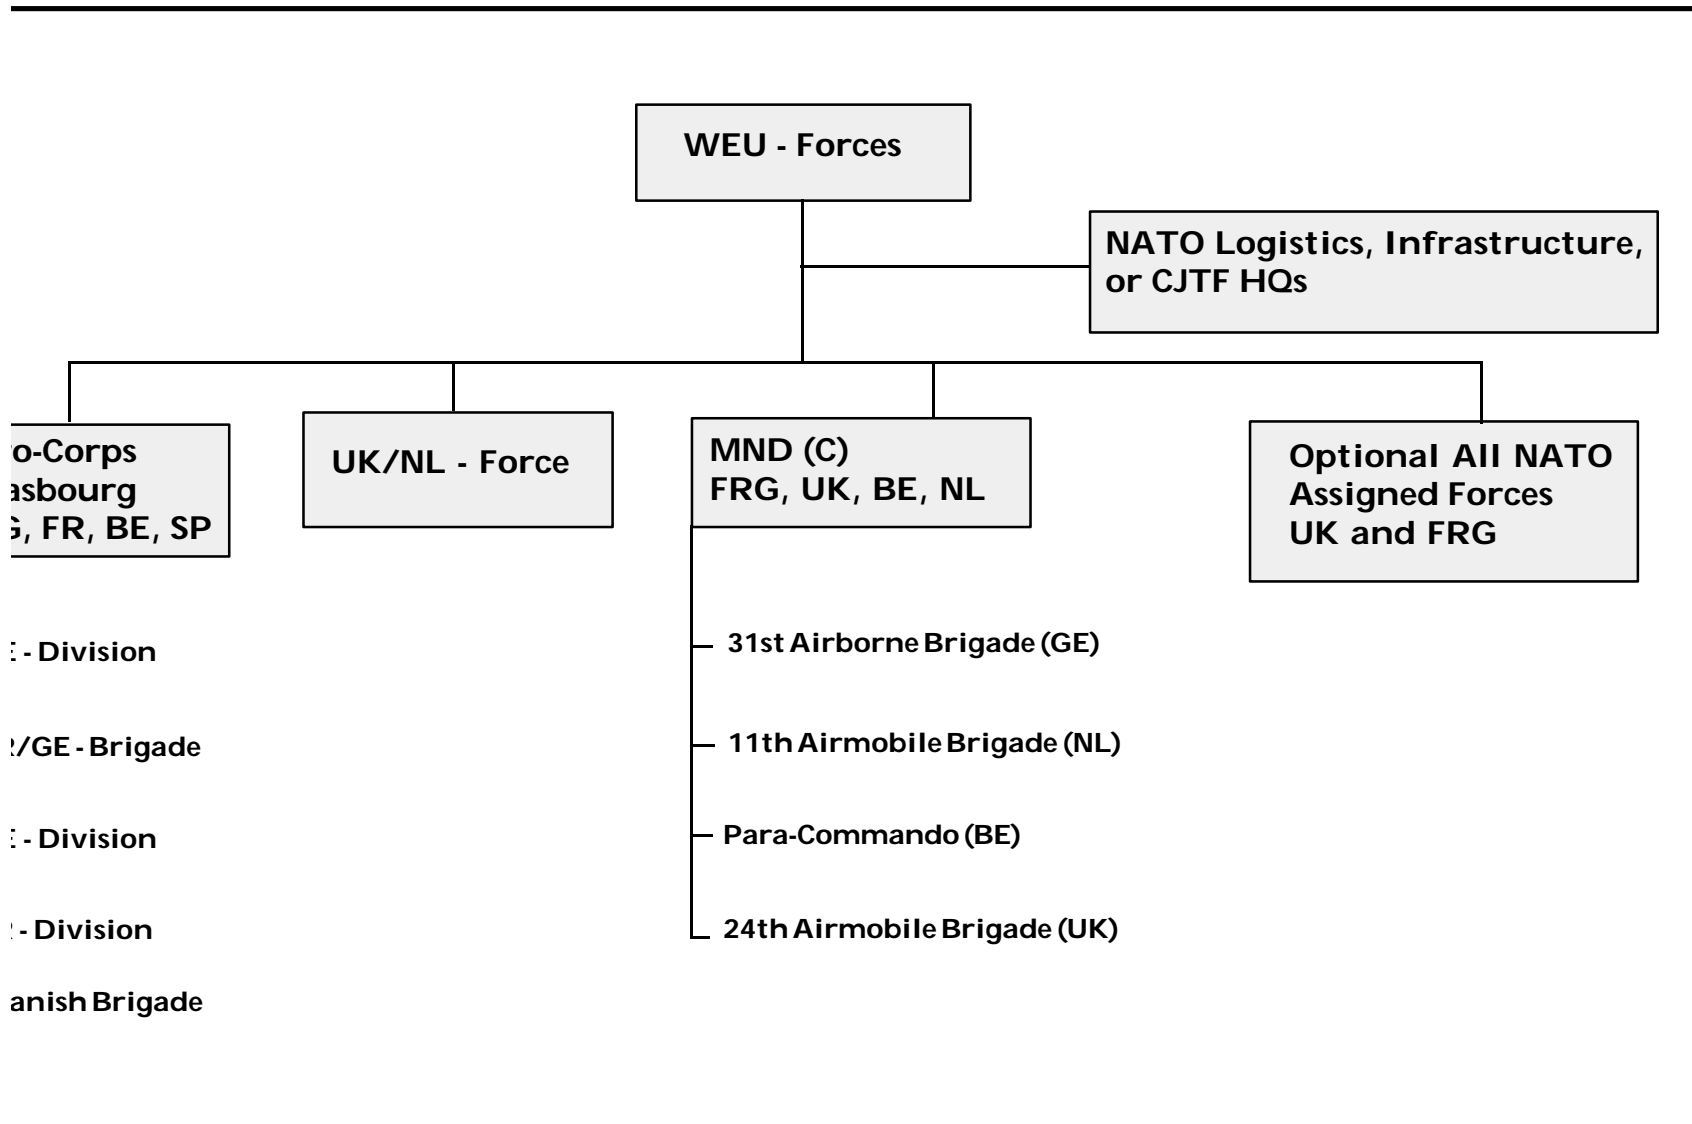 WEU - Forces
NATO Logistics, Infrastructure,
or CJTF HQs
o-Corps
asbourg
, FR, BE, SP
UK/NL - Force
MND (C)
FRG, UK, BE, NL
Optional All NATO
Assigned Forces
UK and FRG
- Division
/GE - Brigade
- Division
- Division
anish Brigade
31st Airborne Brigade (GE)
11th Airmobile Brigade (NL)
Para-Commando (BE)
24th Airmobile Brigade (UK)